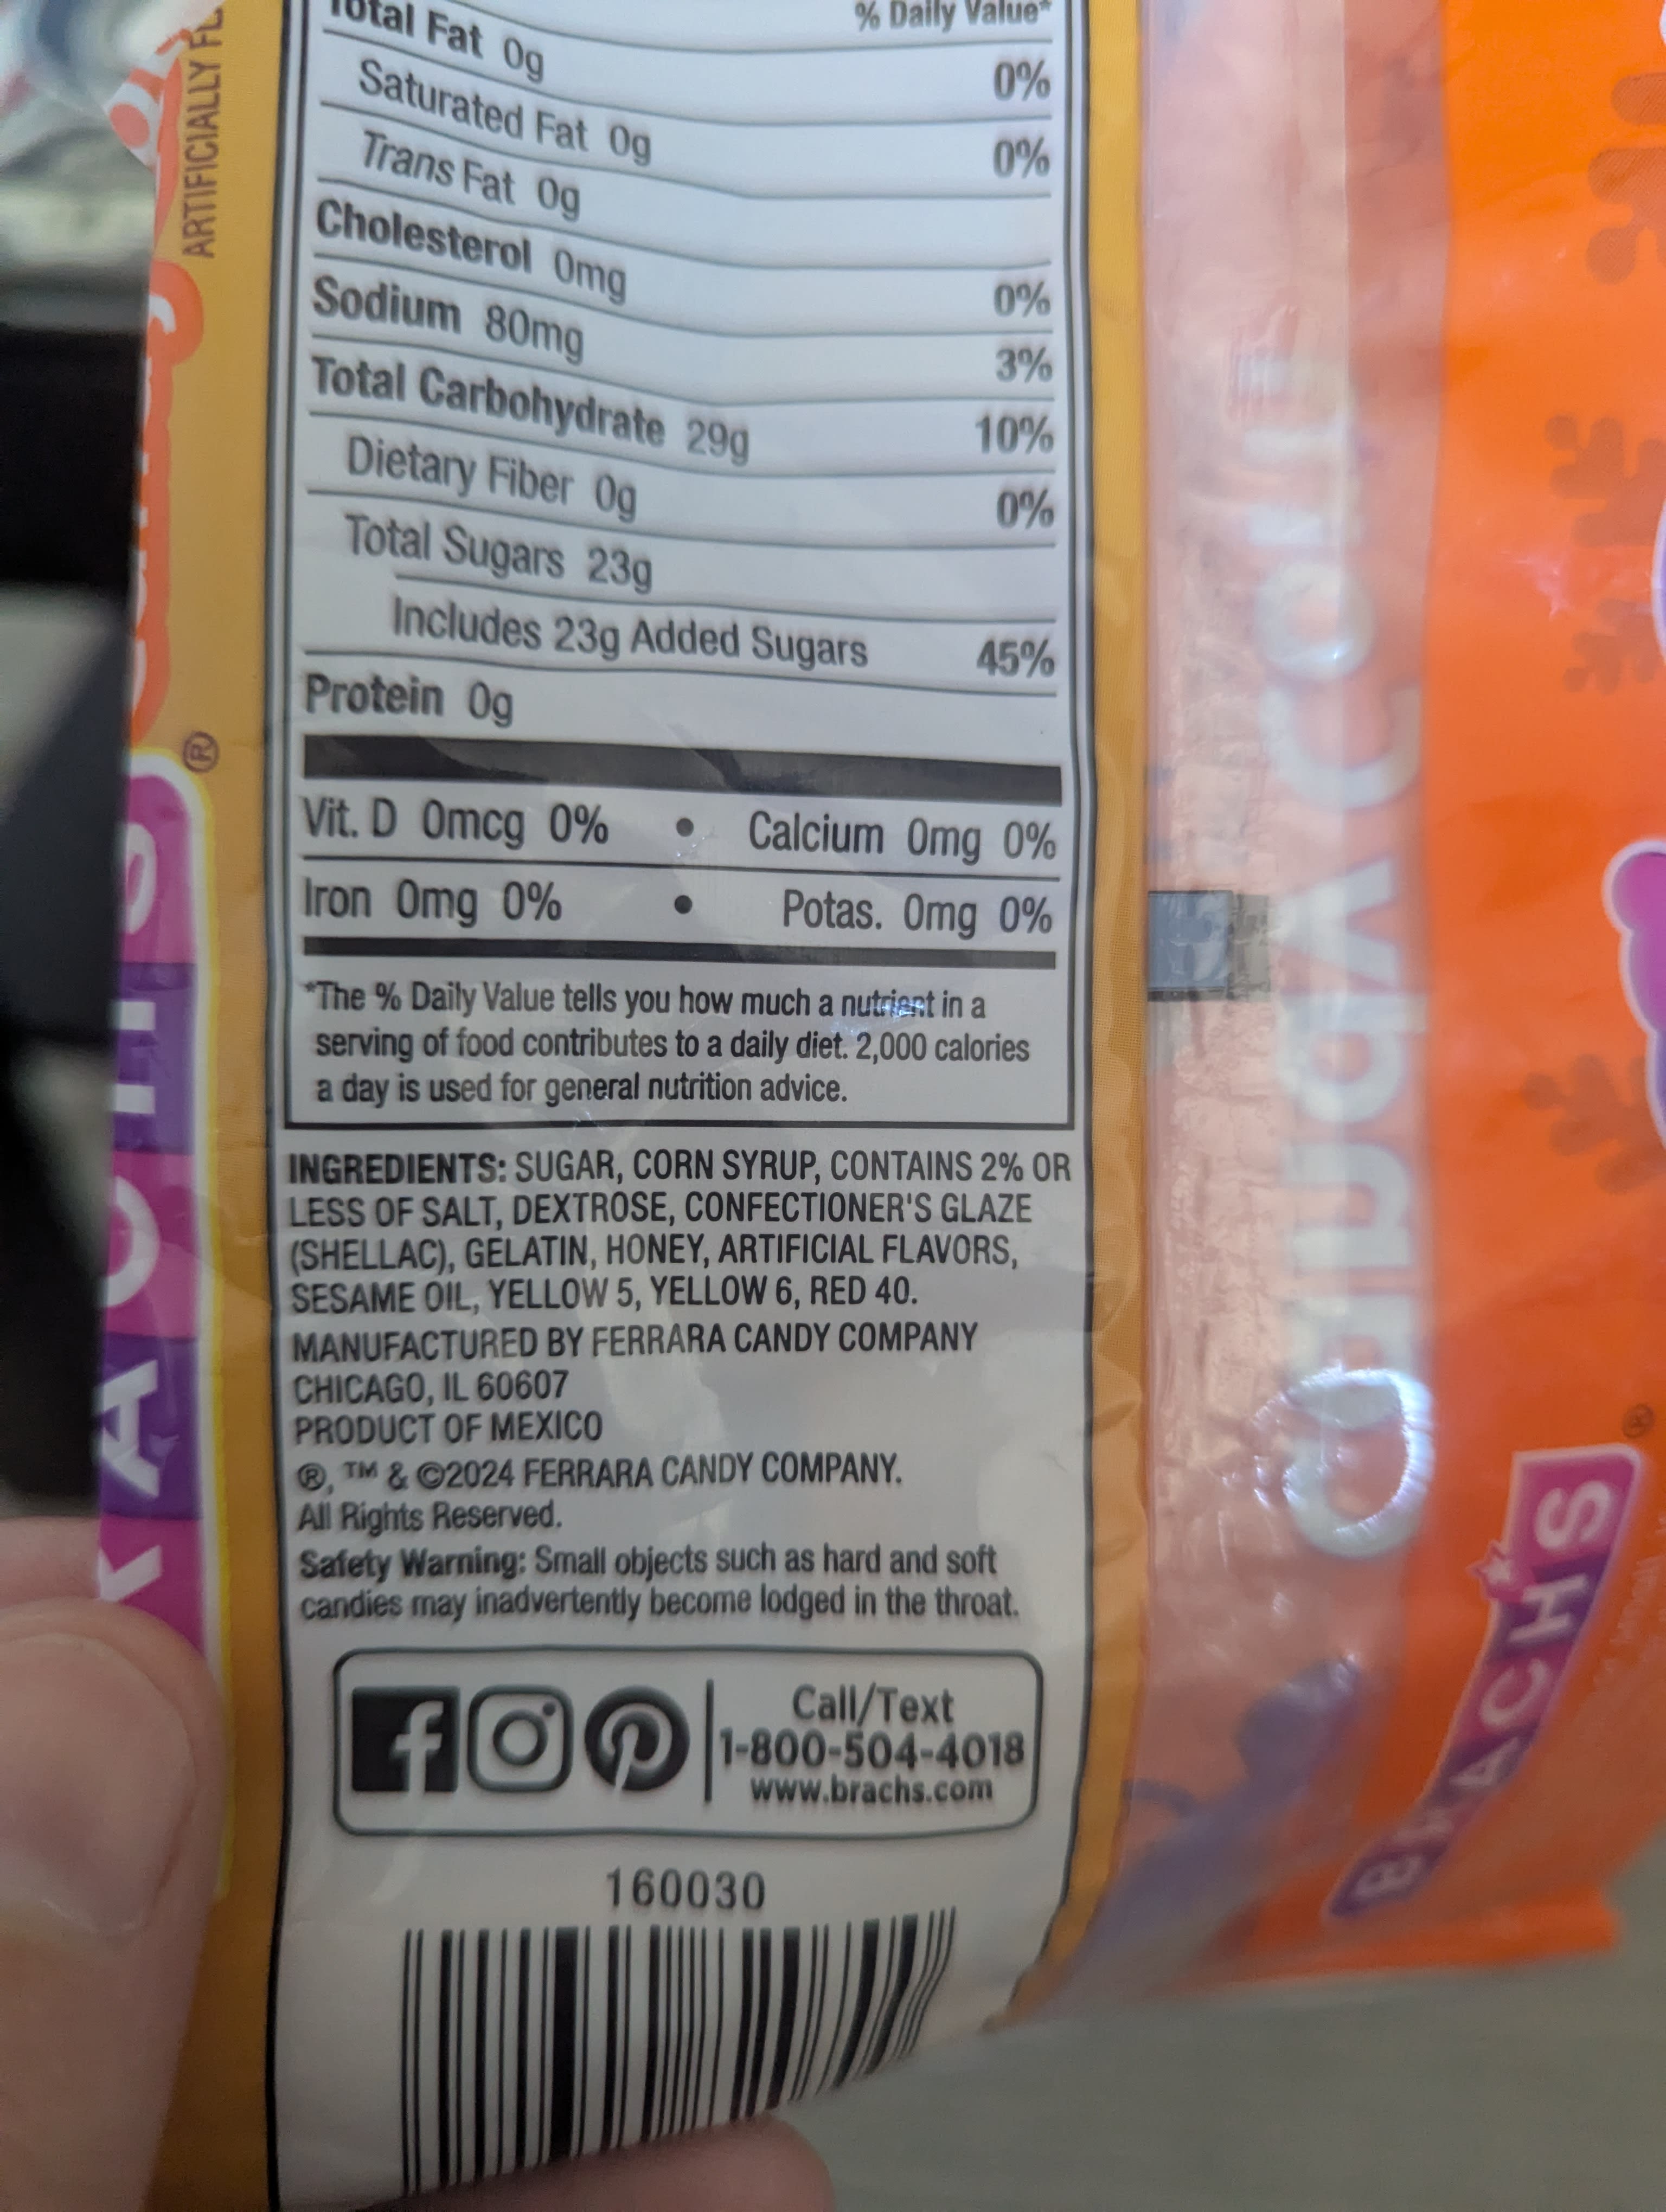 % Daily Value*
Total Fat 0g 0%
Saturated Fat 0g 0%
Trans Fat 0g
Cholesterol 0mg 0%
Sodium 80mg 3%
Total Carbohydrate 29g 10%
Dietary Fiber 0g 0%
Total Sugars 23g
Includes 23g Added Sugars 45%
Protein 0g
Vit. D 0mcg 0% • Calcium 0mg 0%
Iron 0mg 0% • Potas. 0mg 0%
*The % Daily Value tells you how much a nutrient in a
serving of food contributes to a daily diet. 2,000 calories
a day is used for general nutrition advice.
INGREDIENTS: SUGAR, CORN SYRUP, CONTAINS 2% OR
LESS OF SALT, DEXTROSE, CONFECTIONER'S GLAZE
(SHELLAC), GELATIN, HONEY, ARTIFICIAL FLAVORS,
SESAME OIL, YELLOW 5, YELLOW 6, RED 40.
MANUFACTURED BY FERRARA CANDY COMPANY
CHICAGO, IL 60607
PRODUCT OF MEXICO
®, TM & ©2024 FERRARA CANDY COMPANY.
All Rights Reserved.
Safety Warning: Small objects such as hard and soft
candies may inadvertently become lodged in the throat.
Call/Text
1-800-504-4018
www.brachs.com
160030
ARTIFICIALLY
®
BRACH'S